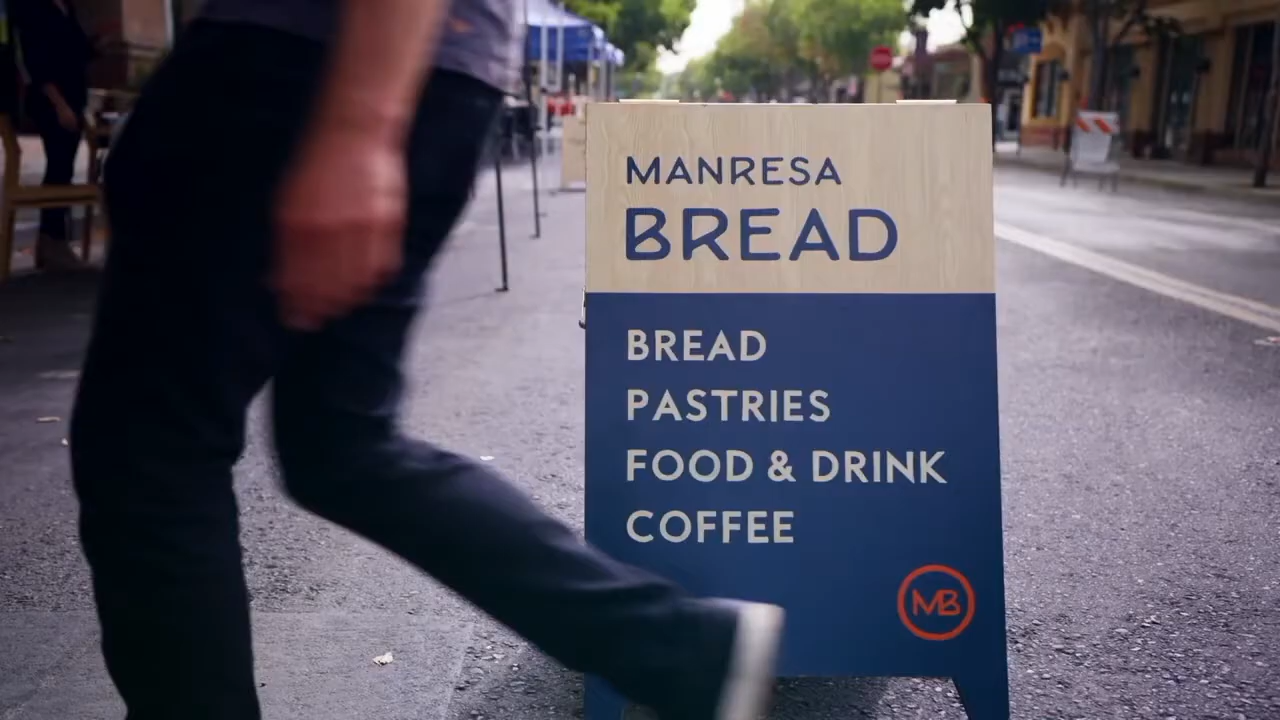 MANRESA
BREAD
BREAD
PASTRIES
FOOD & DRINK
COFFEE
MB